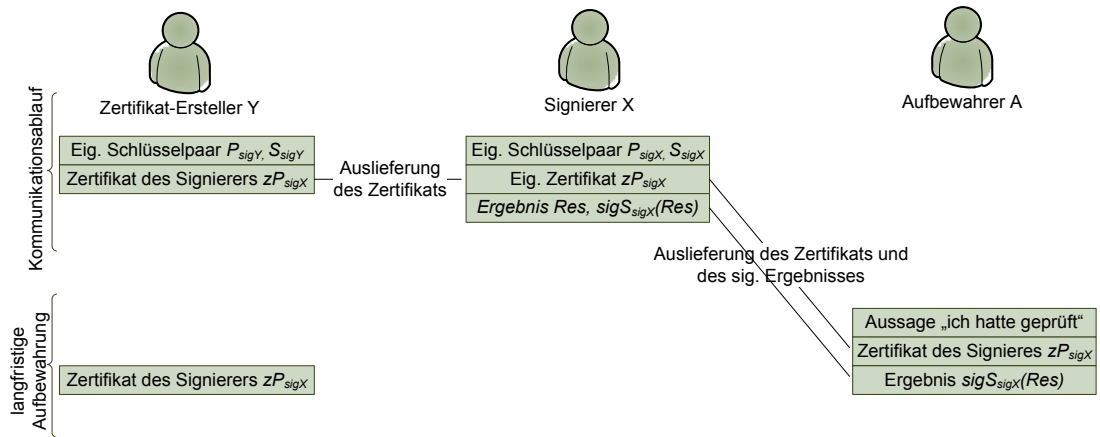 Zertifikat-Ersteller Y
Signierer X
Aufbewahrer A
Kommunikationsablauf
Eig. Schlüsselpaar PsigY, SsigY
Zertifikat des Signierers zPsigX
Auslieferung
des Zertifikats
Eig. Schlüsselpaar PsigX, SsigX
Eig. Zertifikat zPsigX
Ergebnis Res, sigSsigX(Res)
Auslieferung des Zertifikats und
des sig. Ergebnisses
langfristige
Aufbewahrung
Zertifikat des Signierers zPsigX
Aussage „ich hatte geprüft“
Zertifikat des Signieres zPsigX
Ergebnis sigSsigX(Res)